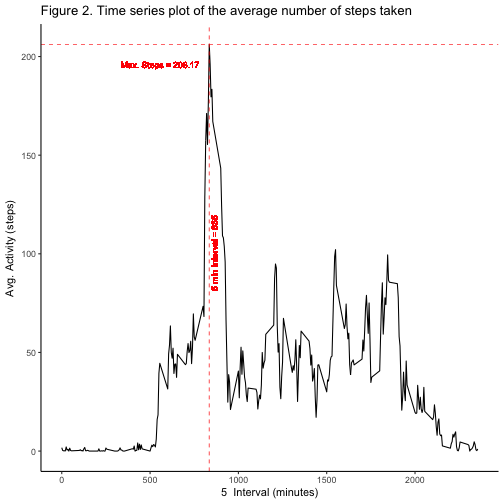 Figure 2. Time series plot of the average number of steps taken
200
Max. Steps = 206.17
150
100
5 min Interval = 835
50
0
Avg. Activity (steps)
0 500 1000 1500 2000
5 Interval (minutes)